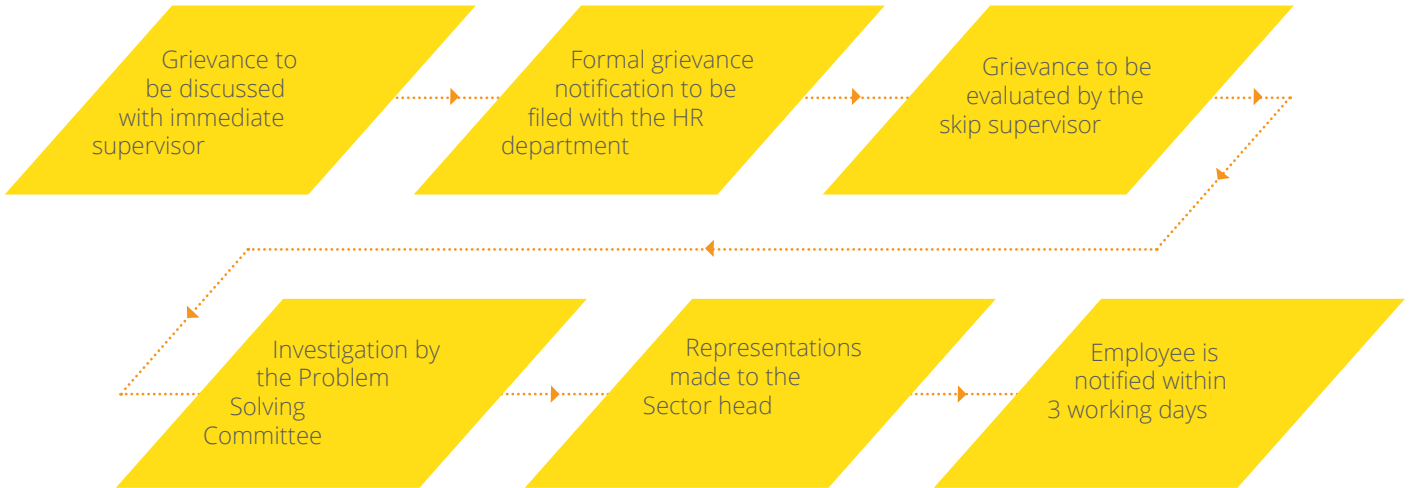 Grievance to
be discussed
with immediate
supervisor
Formal grievance
notification to be
filed with the HR
department
Grievance to be
evaluated by the
skip supervisor
Investigation by
the Problem
Solving
Committee
Representations
made to the
Sector head
Employee is
notified within
3 working days